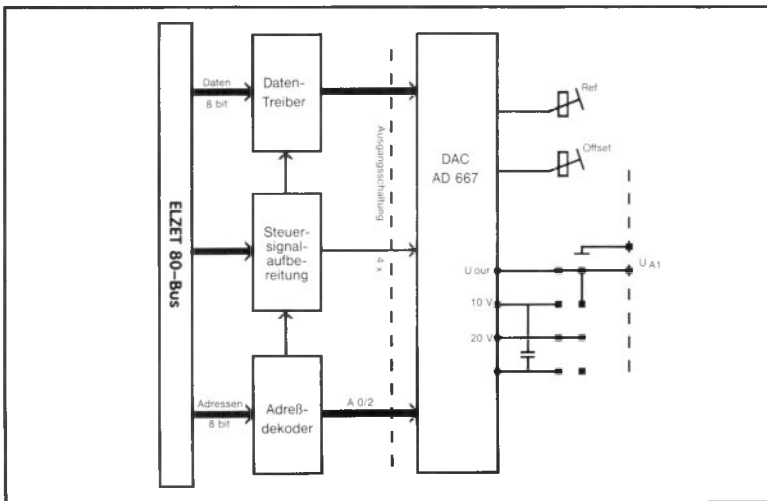 ELZET 80-Bus
Daten
8 bit
Daten-
Treiber
Steuer-
signal-
aufbe-
reitung
Adressen
8 bit
Adreß-
dekoder
A 0/2
Ausgangsschaltung
4 x
DAC
AD 667
Ref
Offset
U out
10 V
20 V
U A1